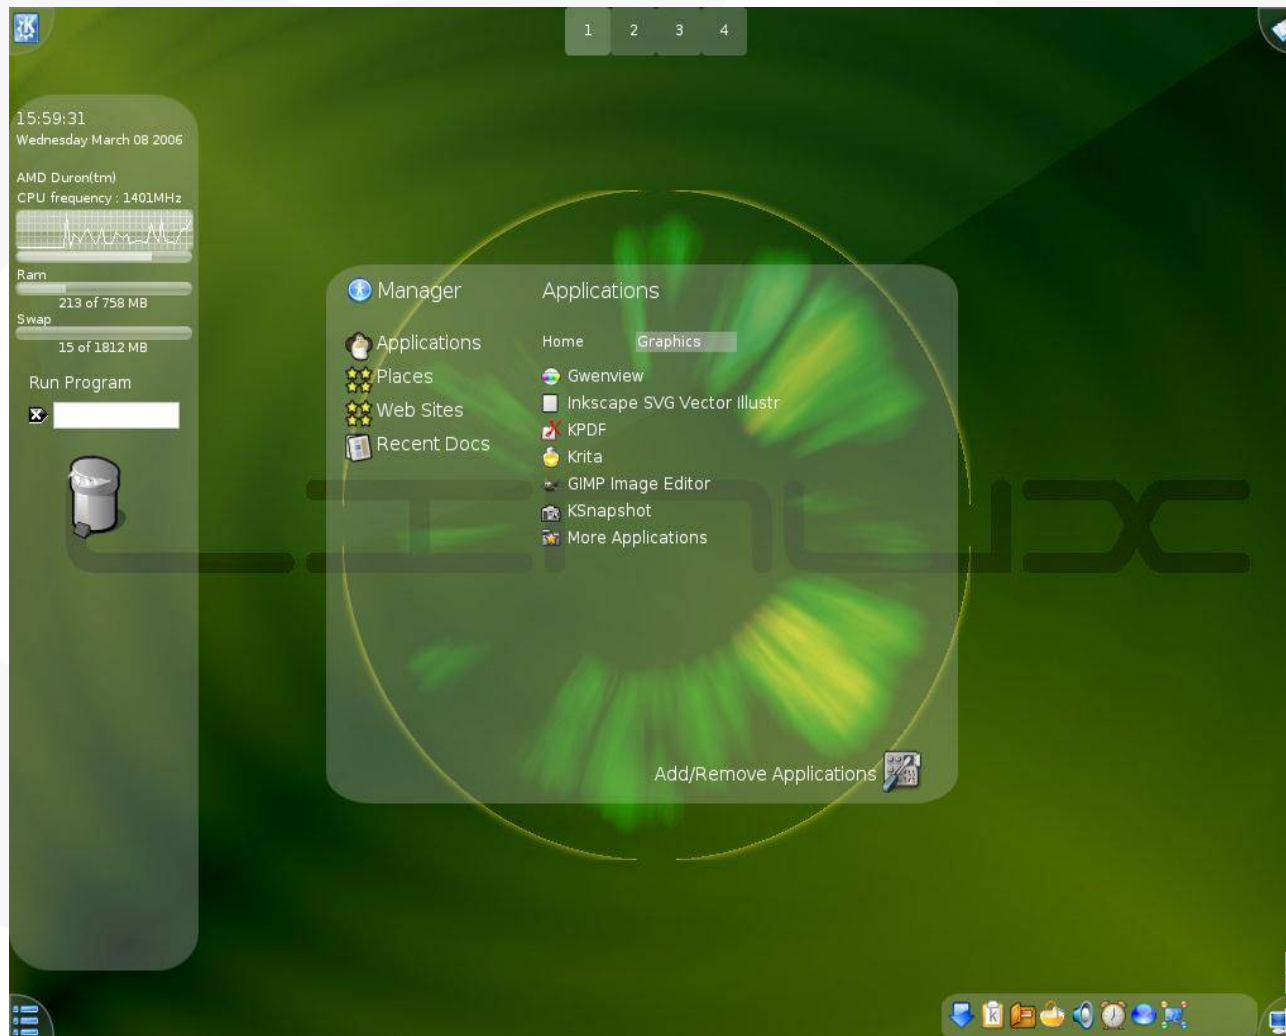 1 2 3 4
15:59:31
Wednesday March 08 2006
AMD Duron(tm)
CPU frequency : 1401MHz
Ram
213 of 758 MB
Swap
15 of 1812 MB
Run Program
Manager
Applications
Places
Web Sites
Recent Docs
Applications
Home Graphics
Gwenview
Inkscape SVG Vector Illustr
KPDF
Krita
GIMP Image Editor
KSnapshot
More Applications
Add/Remove Applications
LINUX